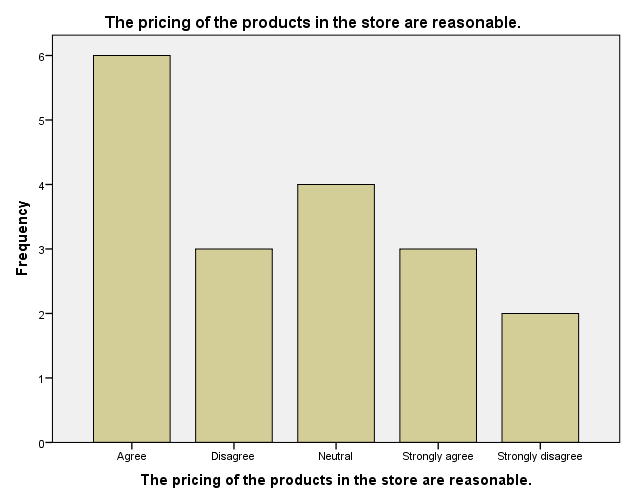 The pricing of the products in the store are reasonable.
Frequency
6
5
4
3
2
1
0
Agree
Disagree
Neutral
Strongly agree
Strongly disagree
The pricing of the products in the store are reasonable.